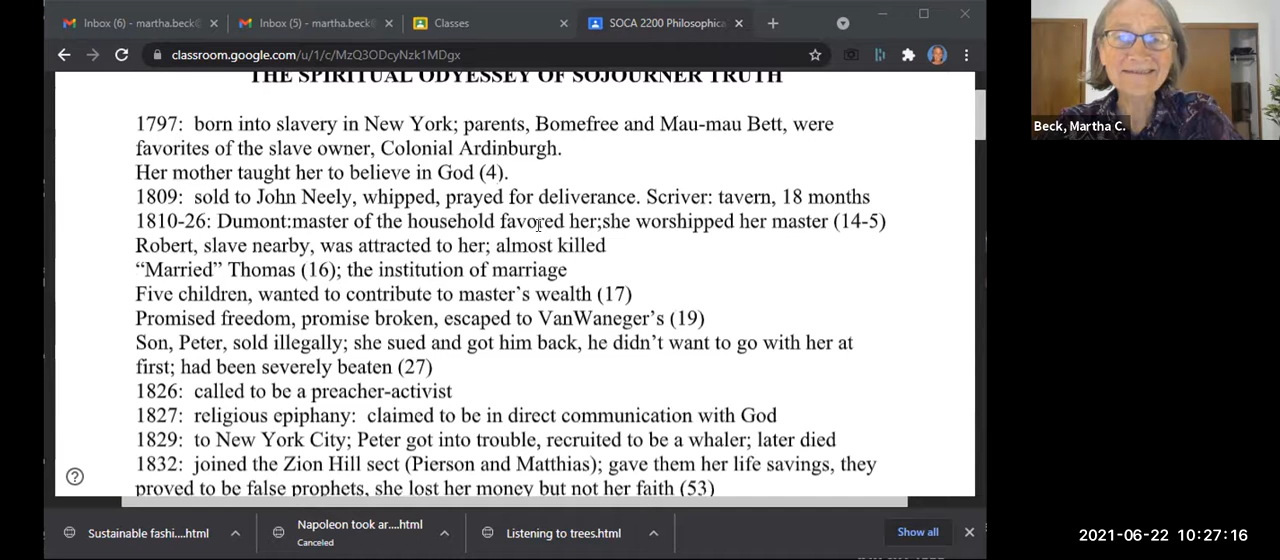 Inbox (6) - martha.beck@
Inbox (5) - martha.beck@
Classes
SOCA 2200 Philosophica
classroom.google.com/u/1/c/MzQ3ODcyNzk1MDgx
THE SPIRITUAL ODYSSEY OF SOJOURNER TRUTH
1797: born into slavery in New York; parents, Bomefree and Mau-mau Bett, were
favorites of the slave owner, Colonial Ardinburgh.
Her mother taught her to believe in God (4).
1809: sold to John Neely, whipped, prayed for deliverance. Scriver: tavern, 18 months
1810-26: Dumont:master of the household favored her;she worshipped her master (14-5)
Robert, slave nearby, was attracted to her; almost killed
“Married” Thomas (16); the institution of marriage
Five children, wanted to contribute to master’s wealth (17)
Promised freedom, promise broken, escaped to VanWaneger’s (19)
Son, Peter, sold illegally; she sued and got him back, he didn’t want to go with her at
first; had been severely beaten (27)
1826: called to be a preacher-activist
1827: religious epiphany: claimed to be in direct communication with God
1829: to New York City; Peter got into trouble, recruited to be a whaler; later died
1832: joined the Zion Hill sect (Pierson and Matthias); gave them her life savings, they
proved to be false prophets, she lost her money but not her faith (53)
Sustainable fashi....html
Napoleon took ar....html
Canceled
Listening to trees.html
Show all
Beck, Martha C.
2021-06-22 10:27:16